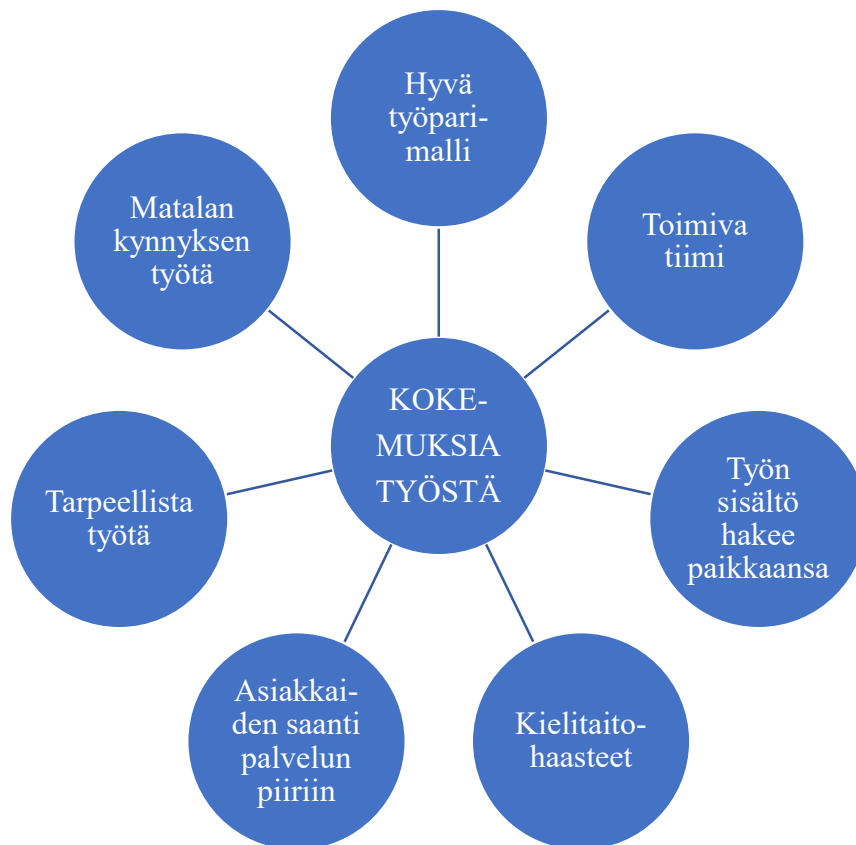 Hyvä
työpari-
malli
Toimiva
tiimi
Työn
sisältö
hakee
paikkaansa
Kielitaito-
haasteet
Asiakkai-
den saanti
palvelun
piiriin
Tarpeellista
työtä
Matalan
kynnyksen
työtä
KOKE-
MUKSIA
TYÖSTÄ